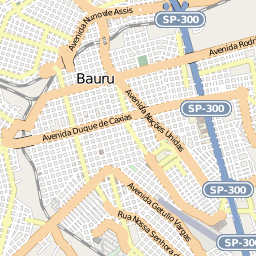 Avenida Nuno de Assis
SP-300
Avenida Rodri
Bauru
Avenida Nações Unidas
SP-300
Avenida Duque de Caxias
SP-300
Avenida Getulio Vargas
Rua Nossa Senhora d
SP-300